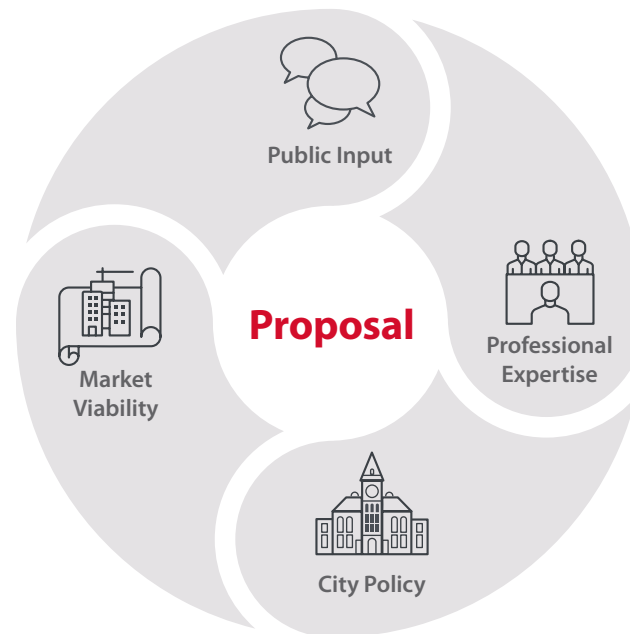 Public Input
Proposal
Professional
Expertise
Market
Viability
City Policy